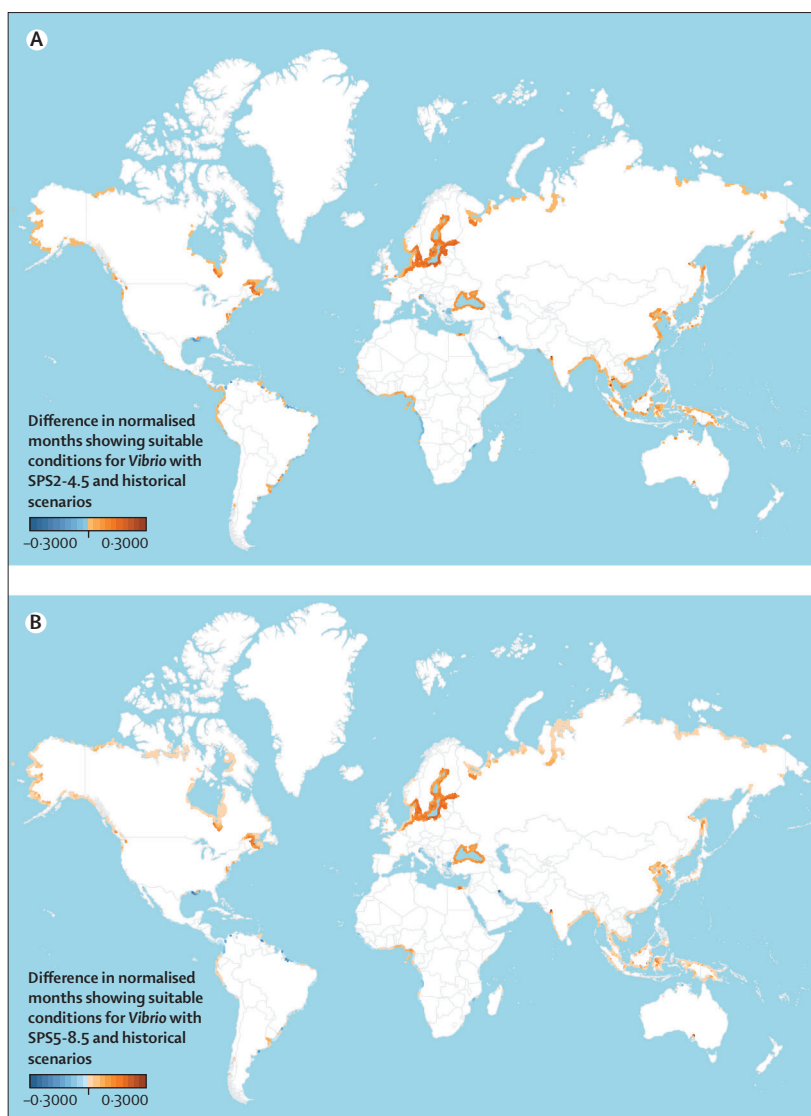 A
Difference in normalised
months showing suitable
conditions for Vibrio with
SPS2-4.5 and historical
scenarios
–0·3000 0·3000
B
Difference in normalised
months showing suitable
conditions for Vibrio with
SPS5-8.5 and historical
scenarios
–0·3000 0·3000